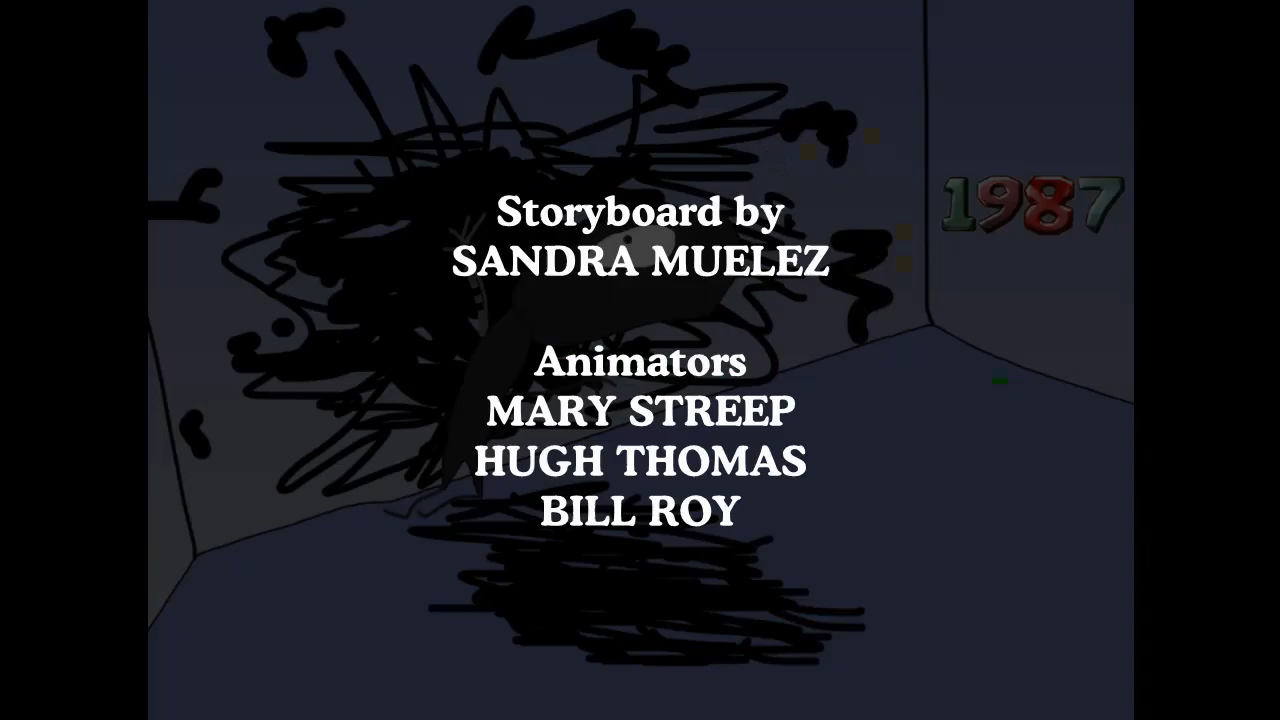 Storyboard by
SANDRA MUELEZ
1987
Animators
MARY STREEP
HUGH THOMAS
BILL ROY